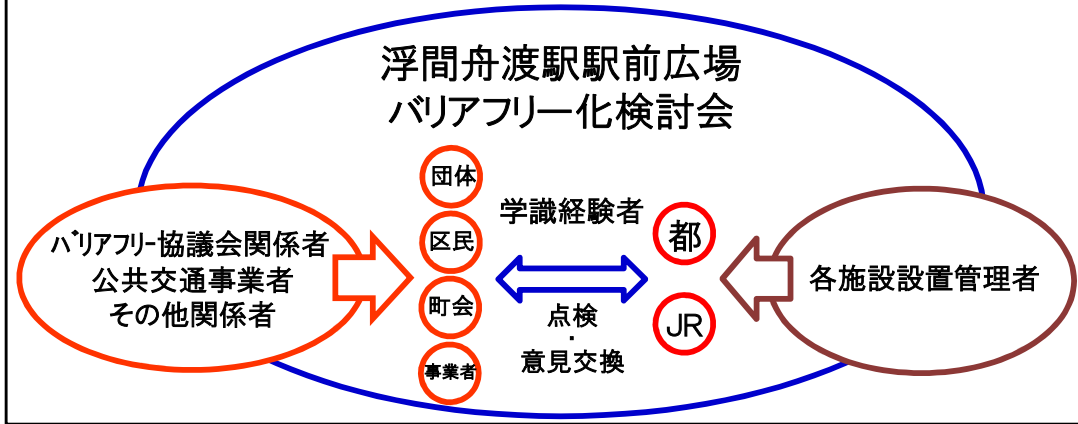 浮間舟渡駅駅前広場
バリアフリー化検討会
団体
区民
町会
事業者
学識経験者
点検
・
意見交換
都
JR
バリアフリー協議会関係者
公共交通事業者
その他関係者
各施設設置管理者